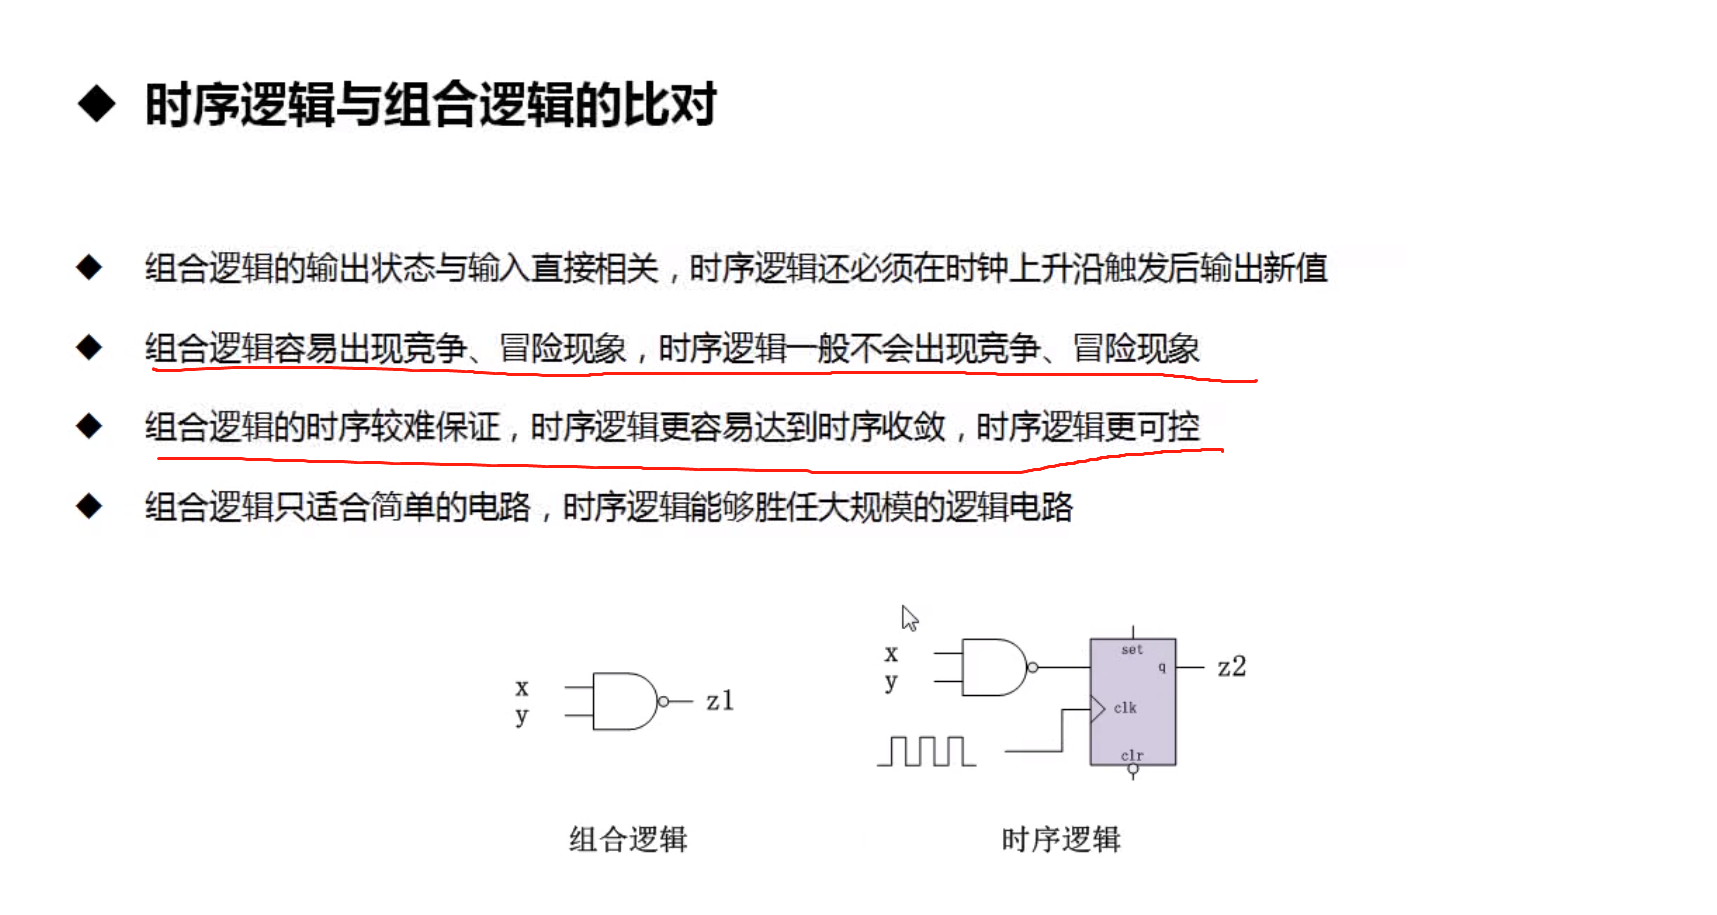 时序逻辑与组合逻辑的比对
组合逻辑的输出状态与输入直接相关，时序逻辑还必须在时钟上升沿触发后输出新值
组合逻辑容易出现竞争、冒险现象，时序逻辑一般不会出现竞争、冒险现象
组合逻辑的时序较难保证，时序逻辑更容易达到时序收敛，时序逻辑更可控
组合逻辑只适合简单的电路，时序逻辑能够胜任大规模的逻辑电路
x
y
z1
组合逻辑
x
y
set
q
clk
clr
z2
时序逻辑